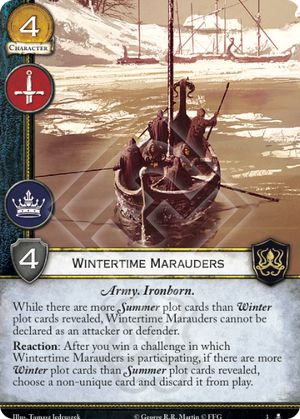 4
CHARACTER
4
WINTERTIME MARAUDERS
Army. Ironborn.
While there are more Summer plot cards than Winter
plot cards revealed, Wintertime Marauders cannot be
declared as an attacker or defender.
Reaction: After you win a challenge in which
Wintertime Marauders is participating, if there are more
Winter plot cards than Summer plot cards revealed,
choose a non-unique card and discard it from play.
Illus. Tomasz Jedruszek
© George R.R. Martin © FFG